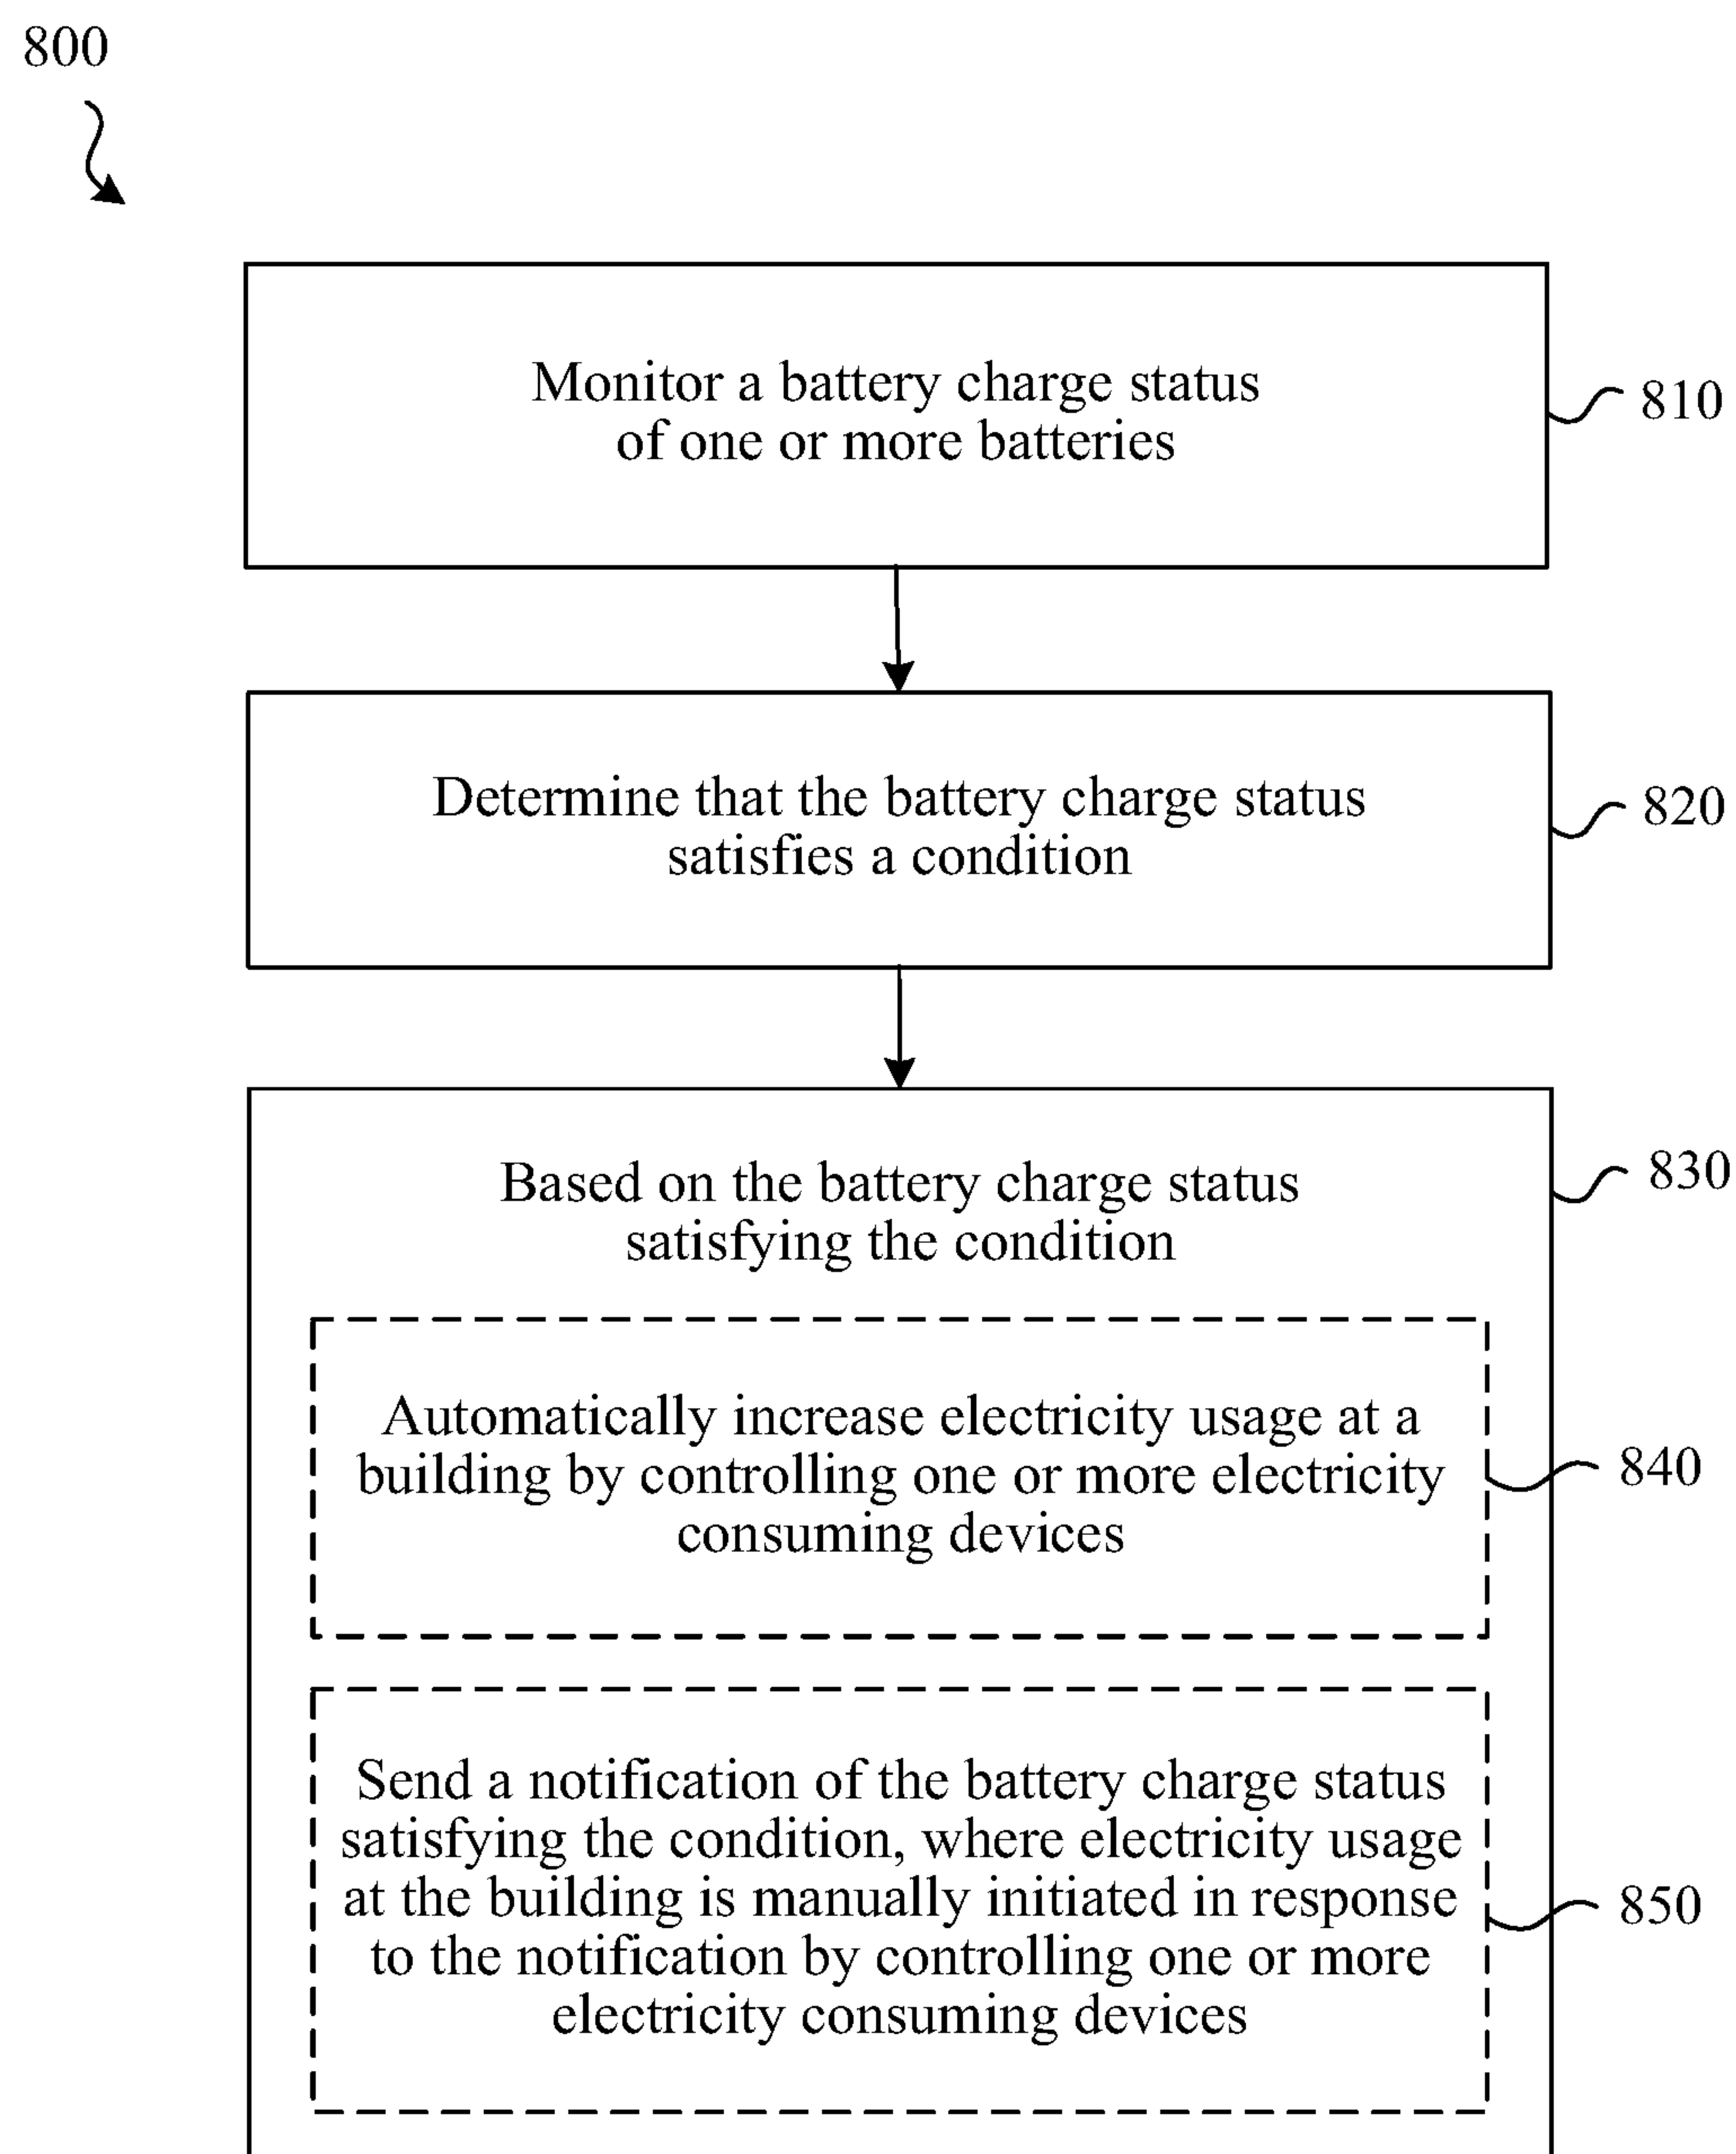 800
Monitor a battery charge status
of one or more batteries
810
Determine that the battery charge status
satisfies a condition
820
Based on the battery charge status
satisfying the condition
830
Automatically increase electricity usage at a
building by controlling one or more electricity
consuming devices
840
Send a notification of the battery charge status
satisfying the condition, where electricity usage
at the building is manually initiated in response
to the notification by controlling one or more
electricity consuming devices
850